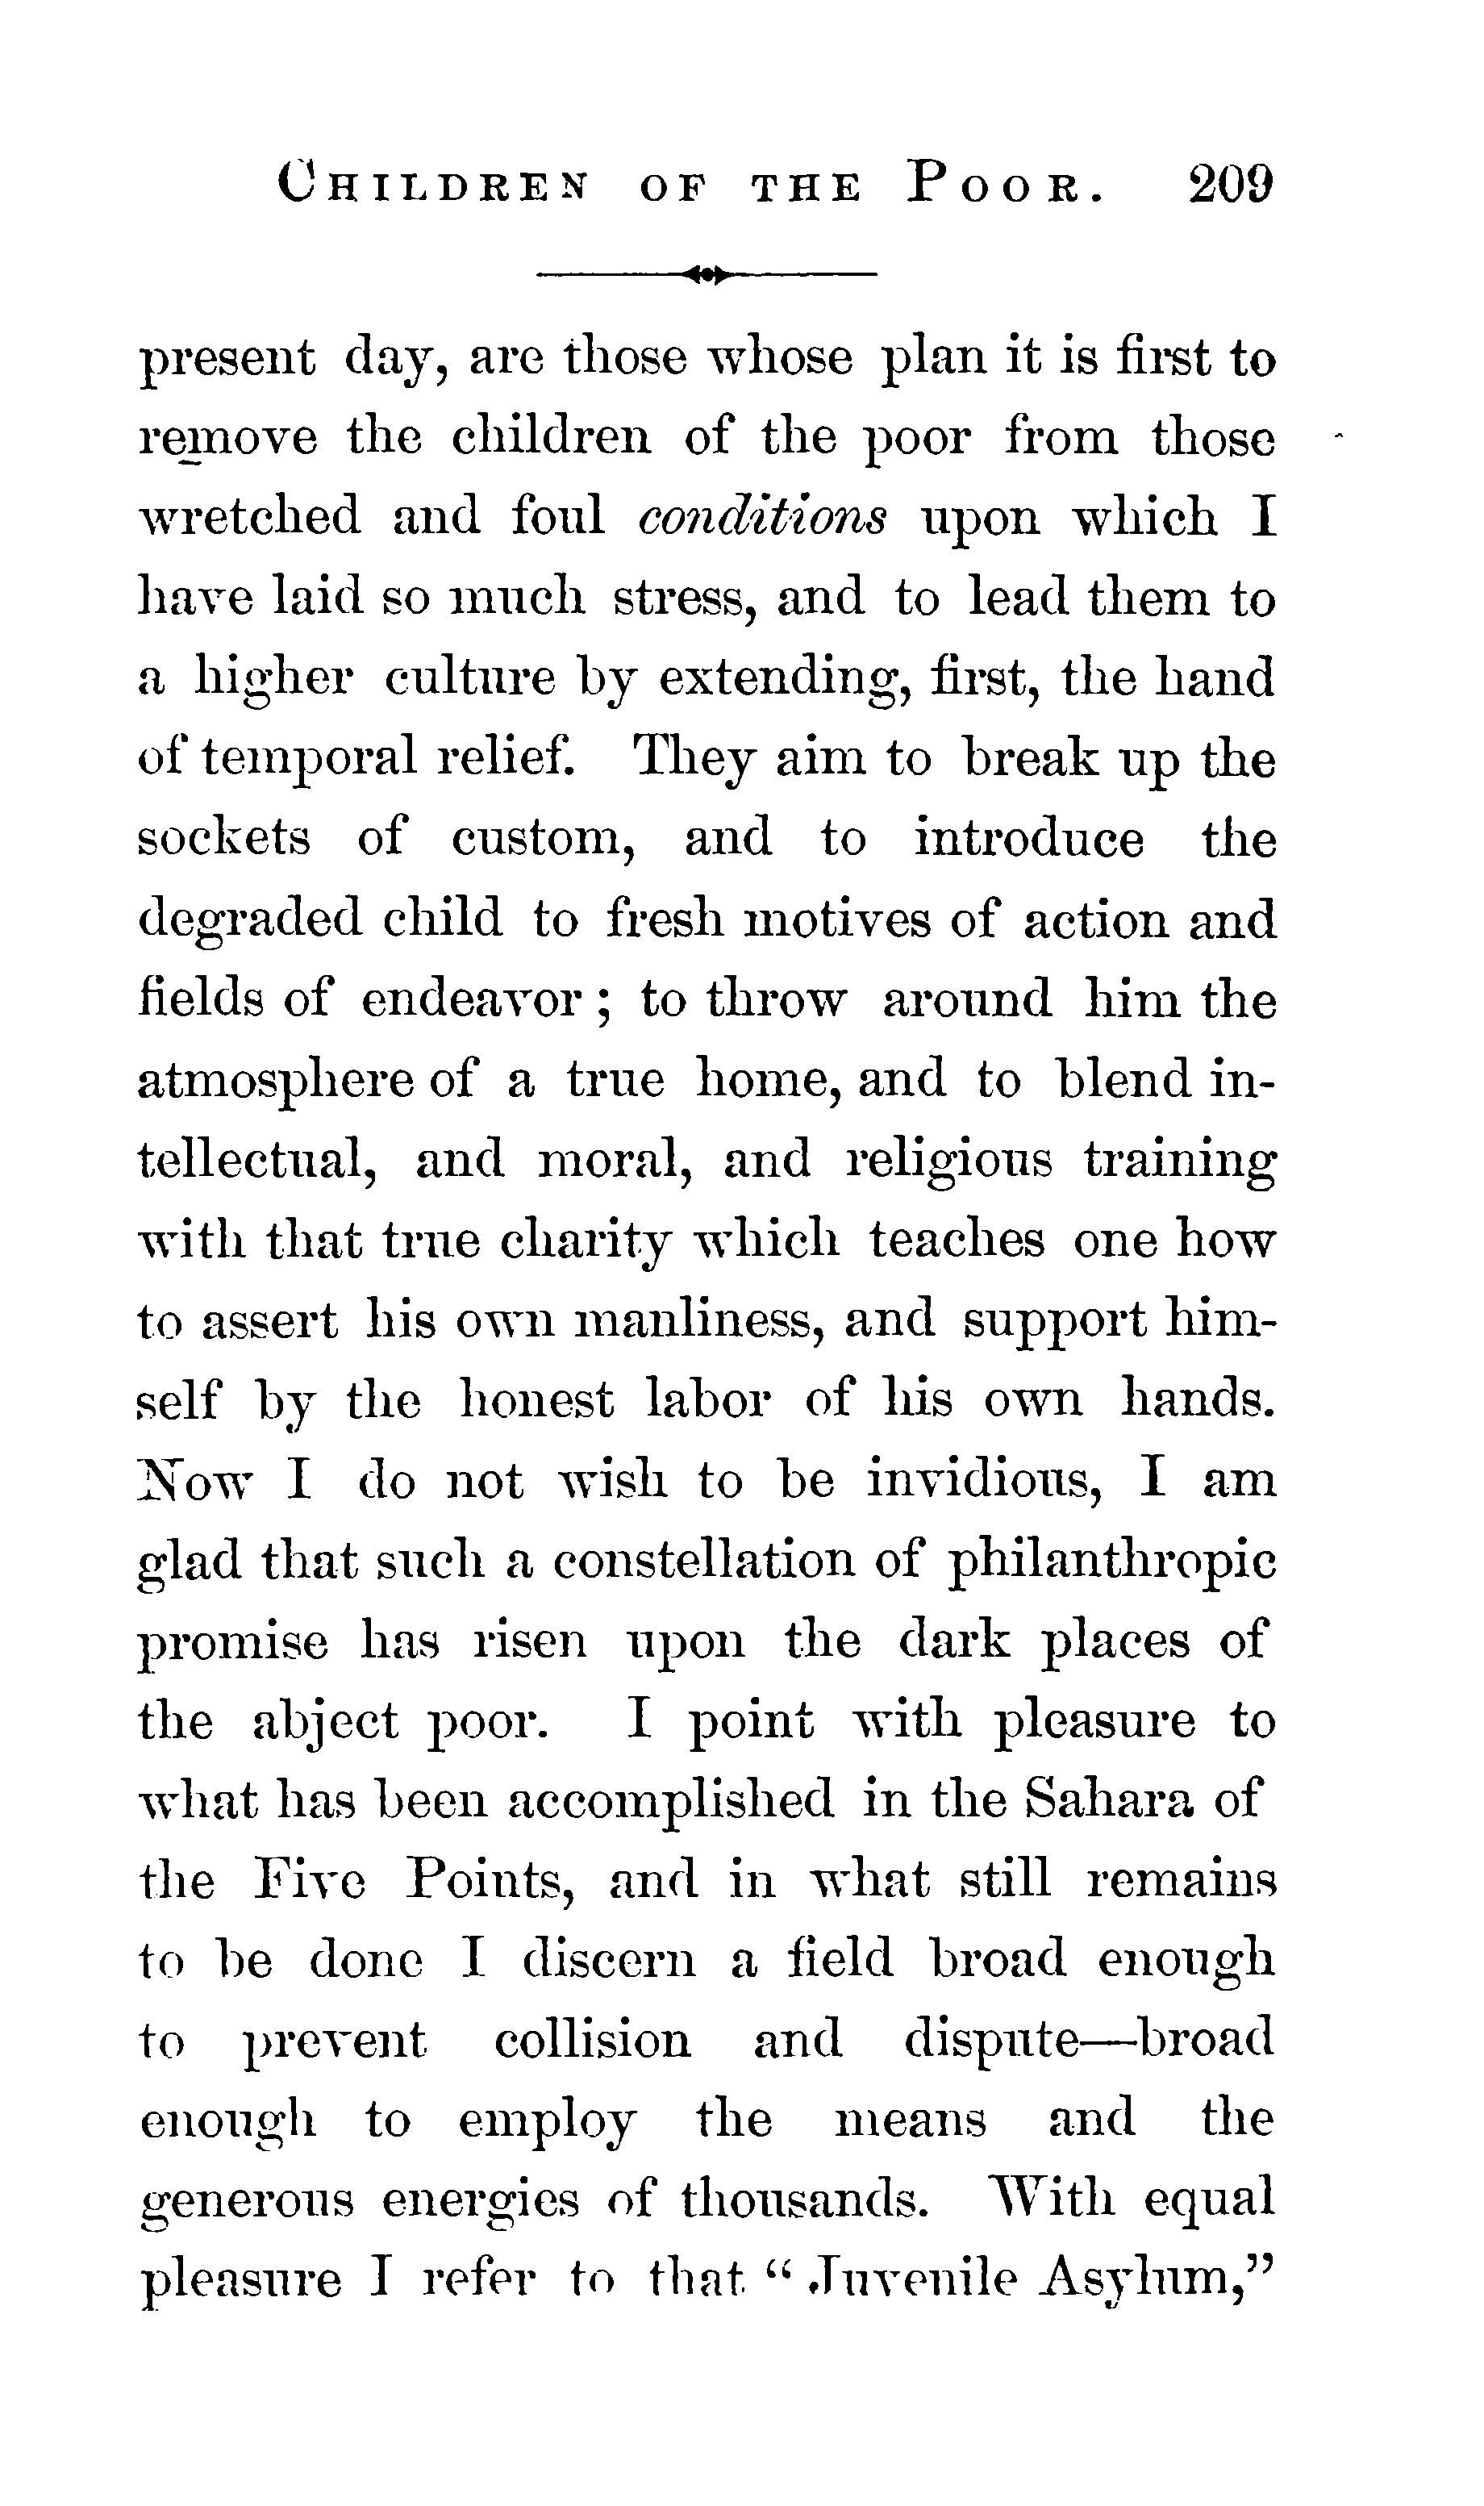 CHILDREN OF THE POOR. 209
present day, are those whose plan it is first to
remove the children of the poor from those
wretched and foul conditions upon which I
have laid so much stress, and to lead them to
a higher culture by extending, first, the hand
of temporal relief. They aim to break up the
sockets of custom, and to introduce the
degraded child to fresh motives of action and
fields of endeavor ; to throw around him the
atmosphere of a true home, and to blend in-
tellectual, and moral, and religious training
with that true charity which teaches one how
to assert his own manliness, and support him-
self by the honest labor of his own hands.
Now I do not wish to be invidious, I am
glad that such a constellation of philanthropic
promise has risen upon the dark places of
the abject poor. I point with pleasure to
what has been accomplished in the Sahara of
the Five Points, and in what still remains
to be done I discern a field broad enough
to prevent collision and dispute—broad
enough to employ the means and the
generous energies of thousands. With equal
pleasure I refer to that “ Juvenile Asylum,”